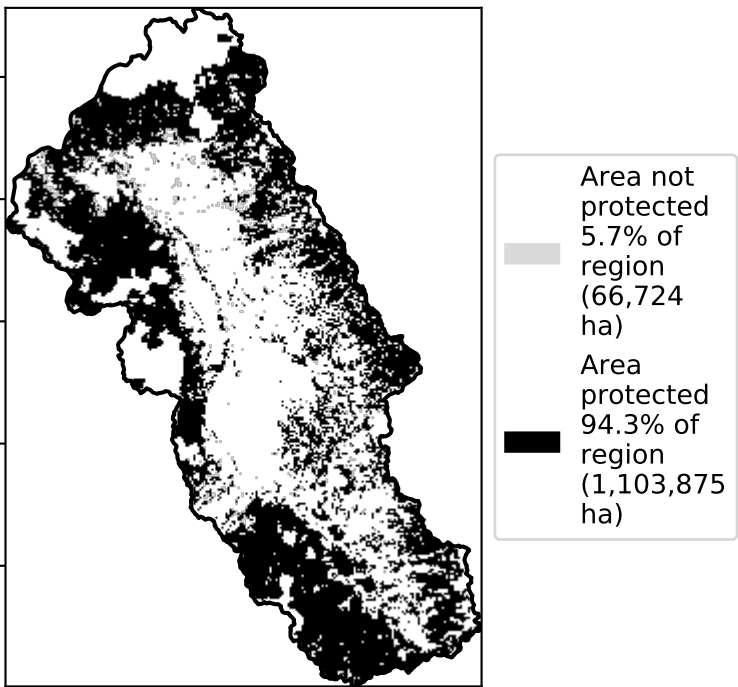 Area not
protected
5.7% of
region
(66,724
ha)
Area
protected
94.3% of
region
(1,103,875
ha)